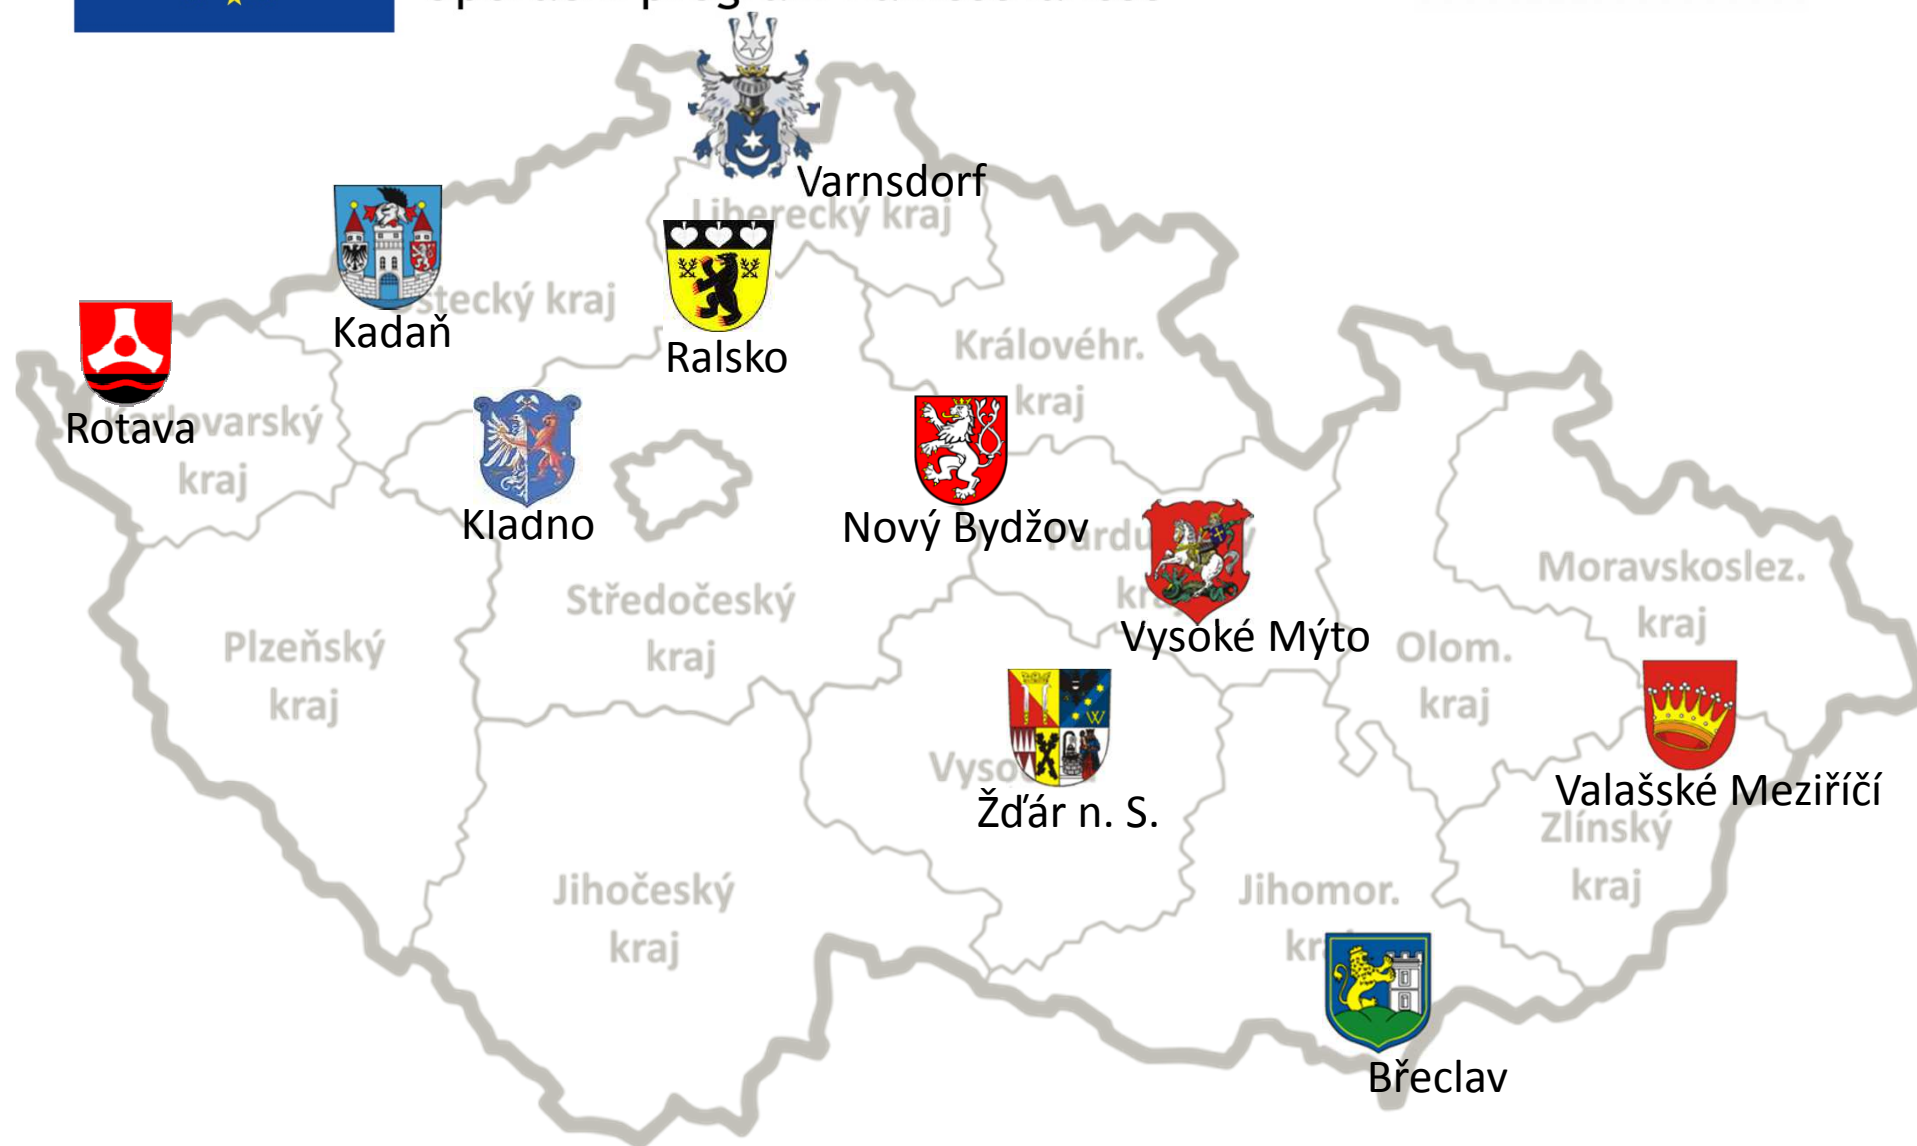 Varnsdorf
Liberecký kraj
kraj
Kadaň
Ralsko
Královéhr.
kraj
Rotava
kraj
Kladno
Nový Bydžov
Moravskoslez.
kraj
Středočeský
kraj
Vysoké Mýto
Plzeňský
kraj
Olom.
kraj
W
Žďár n. S.
Valašské Meziříčí
Zlínský
kraj
Jihočeský
kraj
Jihomor.
Břeclav